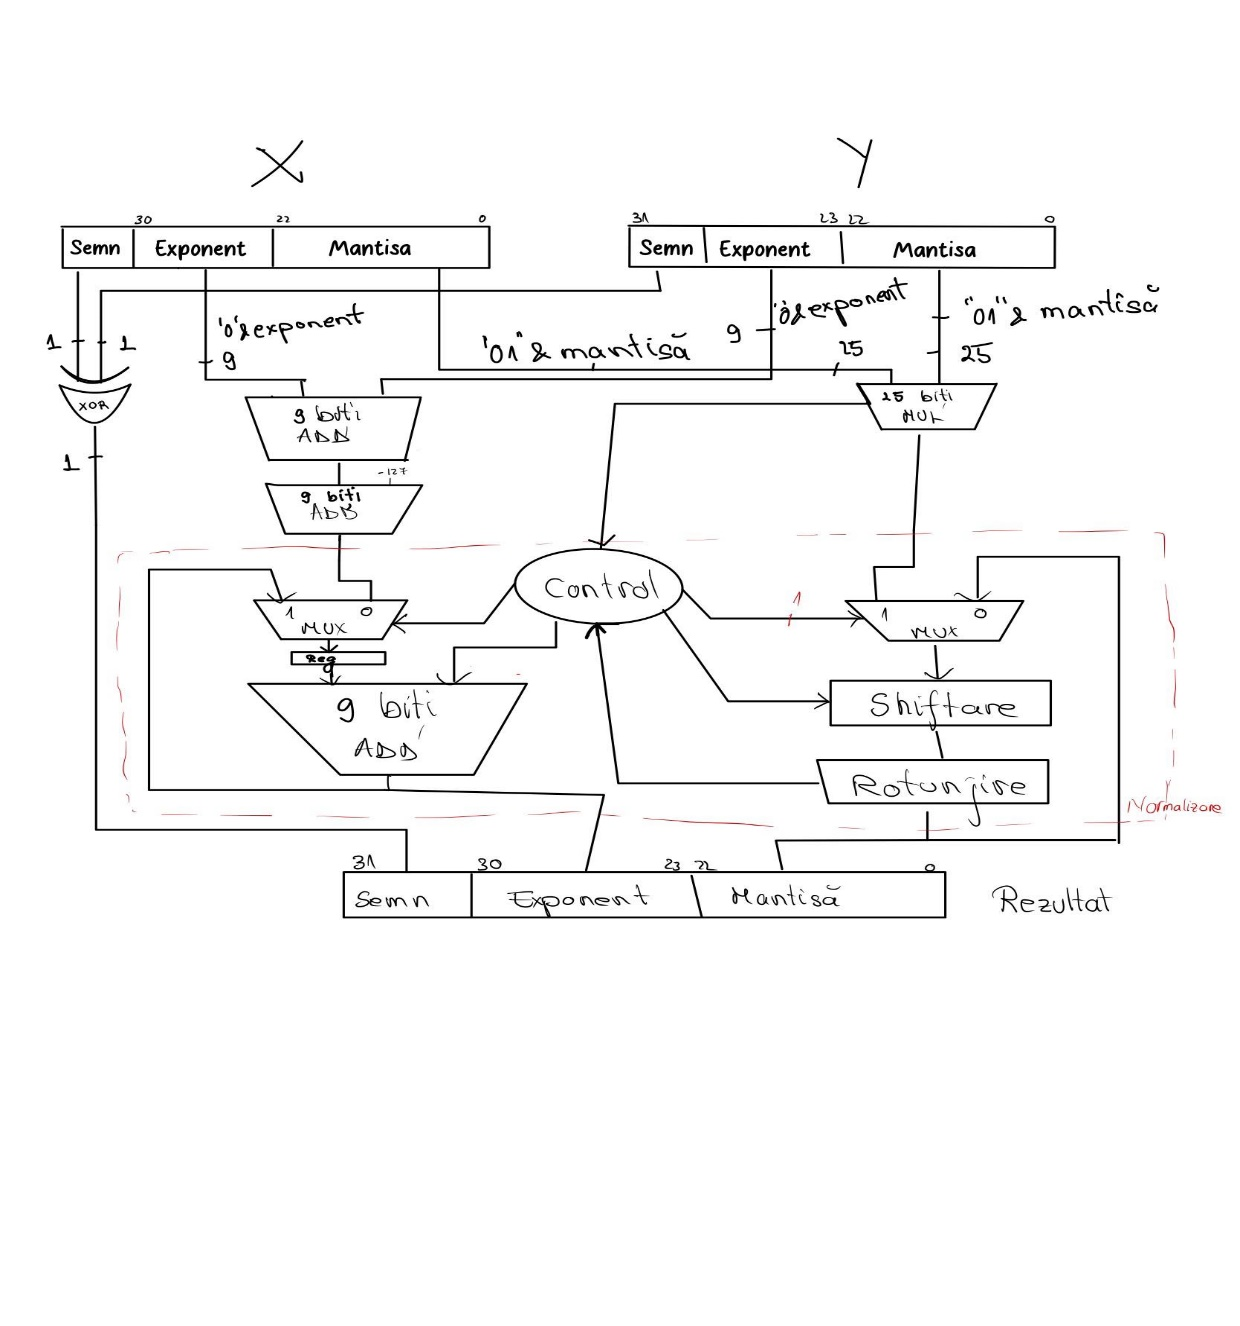 X
Y
30 22 0
31 23 22 0
Semn Exponent Mantisa
Semn Exponent Mantisa
'0'&exponent
'0'&exponent
"01" & mantisă
1 1
9
"01" & mantisă
9
25
25
XOR
9 biti
ADD
25 biti
MUL
1
-127
9 biti
ADD
Control
1
1 0
MUX
1 0
MUX
Reg
9
9 biti
ADD
Shiftare
Rotunjire
Normalizare
31 30 23 22 0
Semn Exponent Mantisă
Rezultat